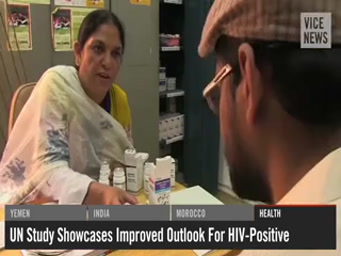 VICE
NEWS
YEMEN
INDIA
MOROCCO
HEALTH
UN Study Showcases Improved Outlook For HIV-Positive